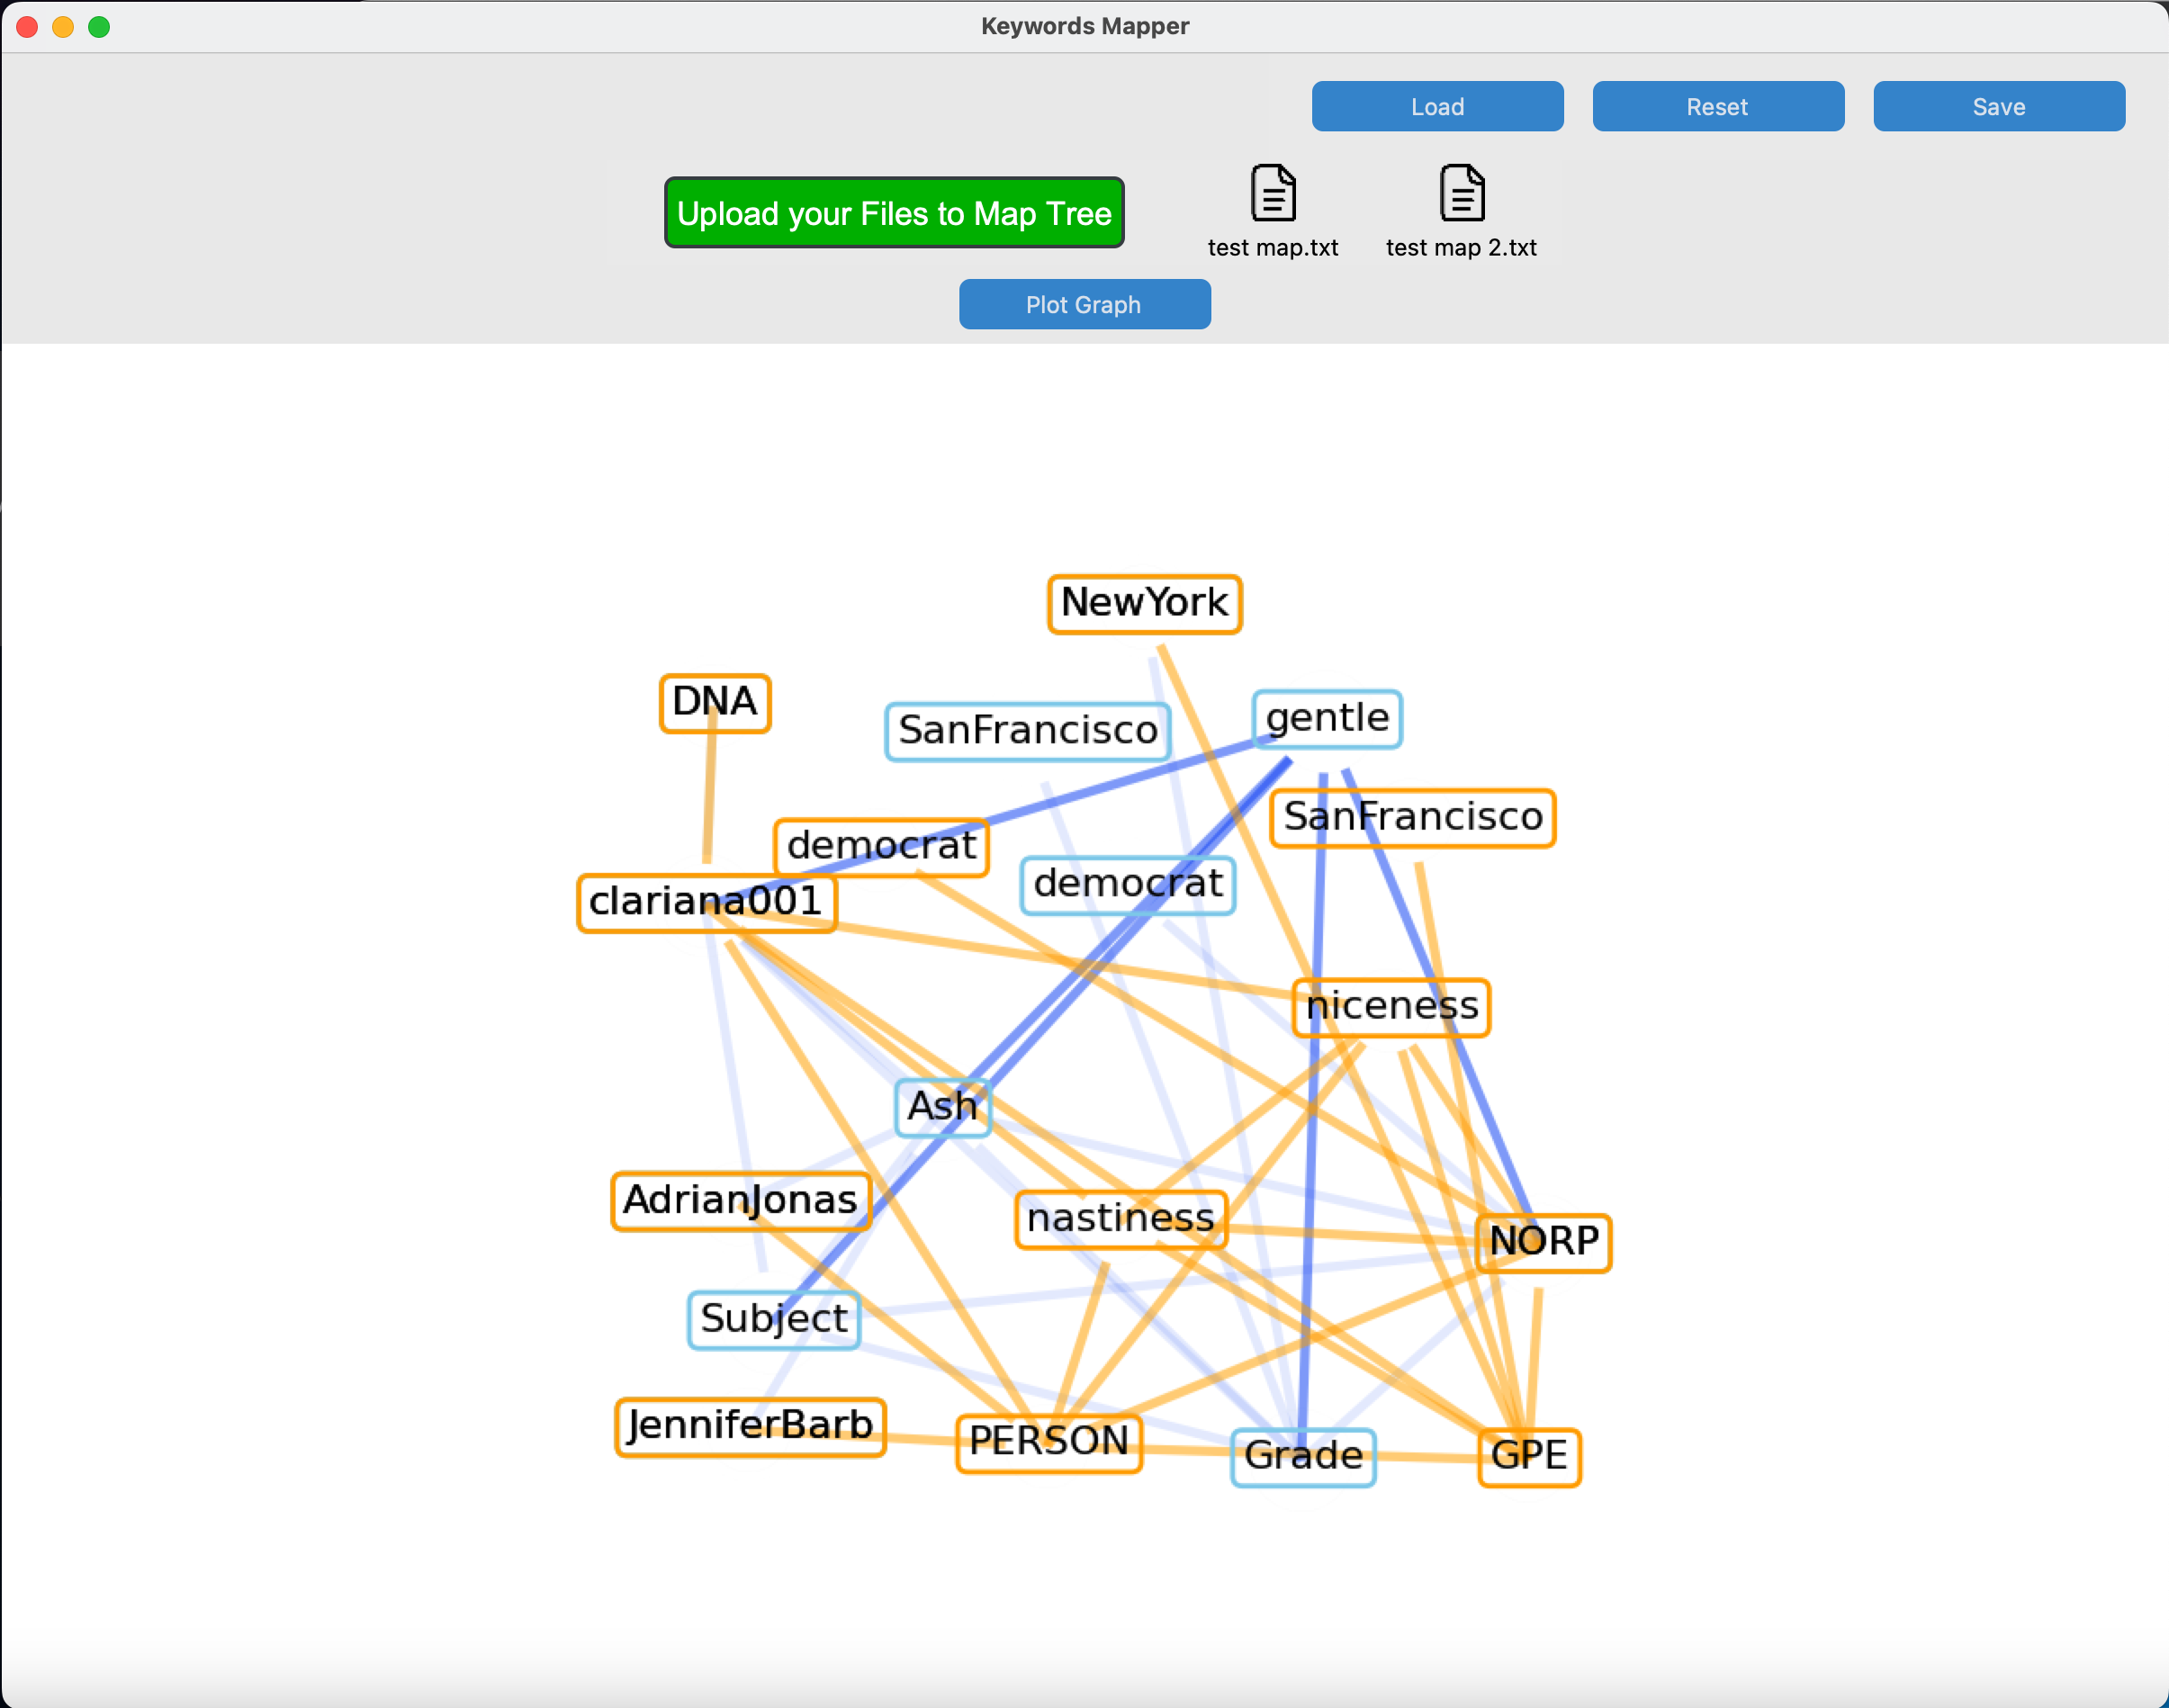 Keywords Mapper
Load
Reset
Save
Upload your Files to Map Tree
test map.txt
test map 2.txt
Plot Graph
NewYork
DNA
SanFrancisco
gentle
SanFrancisco
democrat
democrat
clariana001
niceness
Ash
AdrianJonas
nastiness
NORP
Subject
JenniferBarb
PERSON
Grade
GPE